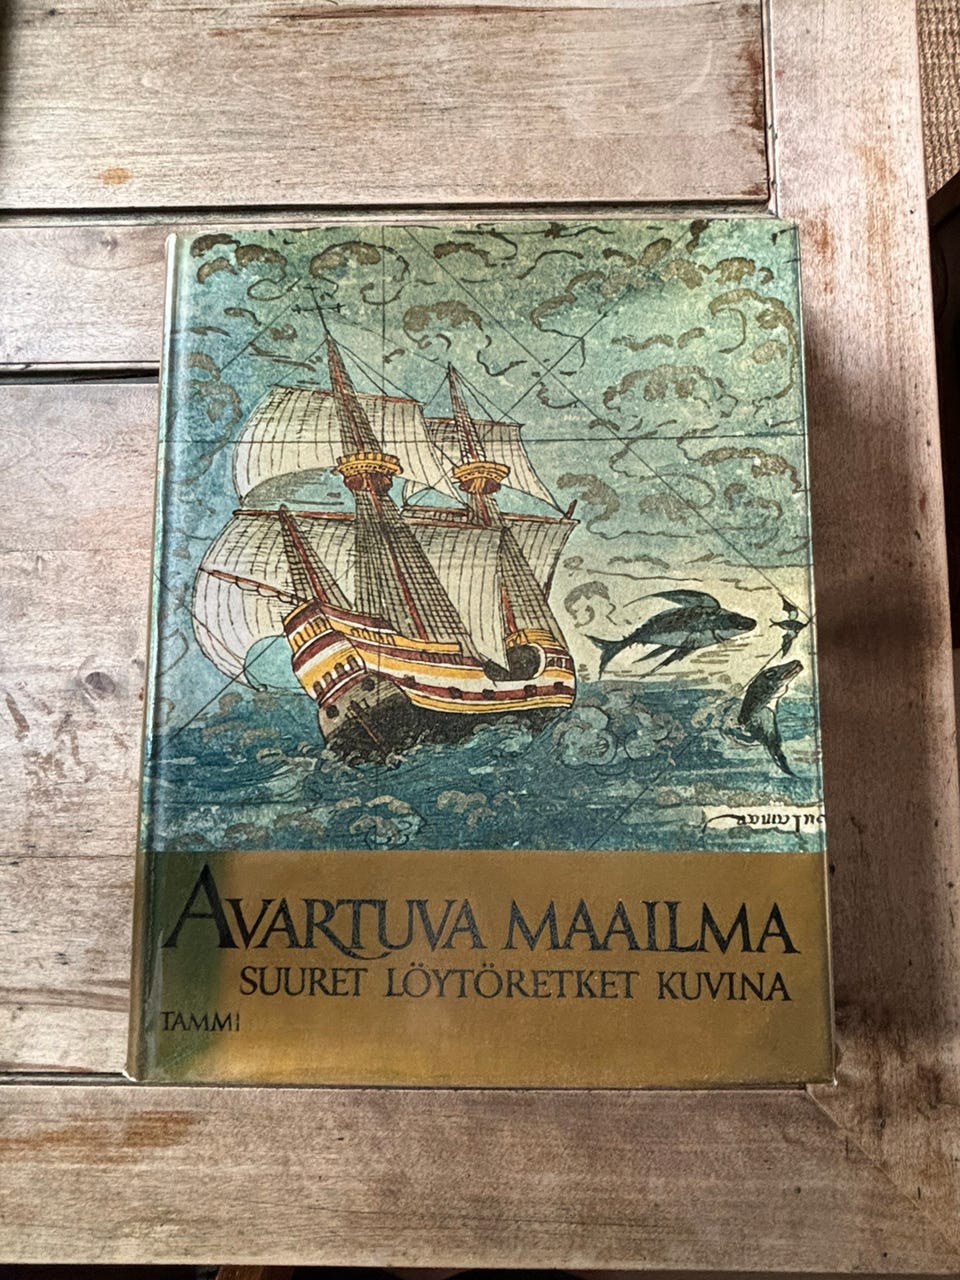 AVARTUVA MAAILMA
SUURET LÖYTÖRETKET KUVINA
TAMMI